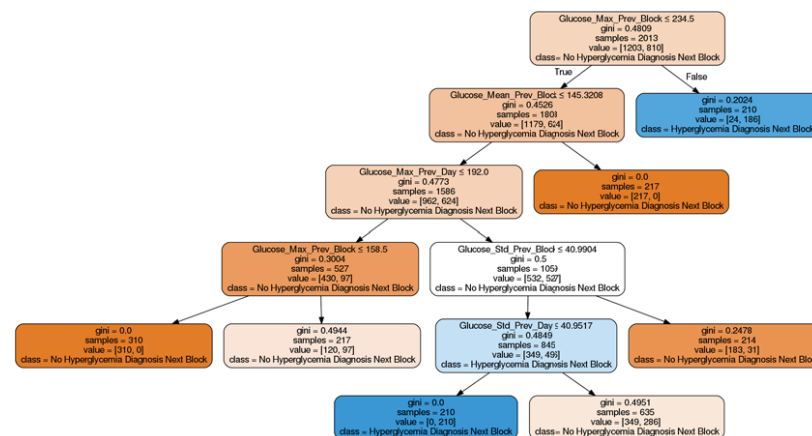 Glucose_Max_Prev_Block ≤ 234.5
gini = 0.4809
samples = 2013
value = [1203, 810]
class= No Hyperglycemia Diagnosis Next Block
True
False
Glucose_Mean_Prev_Block ≤ 145.3208
gini = 0.4526
samples = 1803
value = [1179, 624]
class = No Hyperglycemia Diagnosis Next Block
gini = 0.2024
samples = 210
value = [24, 186]
class = Hyperglycemia Diagnosis Next Block
Glucose_Max_Prev_Day ≤ 192.0
gini = 0.4773
samples = 1586
value = [962, 624]
class = No Hyperglycemia Diagnosis Next Block
gini = 0.0
samples = 217
value = [217, 0]
class = No Hyperglycemia Diagnosis Next Block
Glucose_Max_Prev_Block ≤ 158.5
gini = 0.3004
samples = 527
value = [430, 97]
class = No Hyperglycemia Diagnosis Next Block
Glucose_Std_Prev_Block ≤ 40.9904
gini = 0.5
samples = 1059
value = [532, 527]
class = No Hyperglycemia Diagnosis Next Block
gini = 0.0
samples = 310
value = [310, 0]
class = No Hyperglycemia Diagnosis Next Block
gini = 0.4944
samples = 217
value = [120, 97]
class = No Hyperglycemia Diagnosis Next Block
Glucose_Std_Prev_Day ≤ 40.9517
gini = 0.4849
samples = 845
value = [349, 496]
class = Hyperglycemia Diagnosis Next Block
gini = 0.2478
samples = 214
value = [183, 31]
class = No Hyperglycemia Diagnosis Next Block
gini = 0.0
samples = 210
value = [0, 210]
class = Hyperglycemia Diagnosis Next Block
gini = 0.4951
samples = 635
value = [349, 286]
class = No Hyperglycemia Diagnosis Next Block